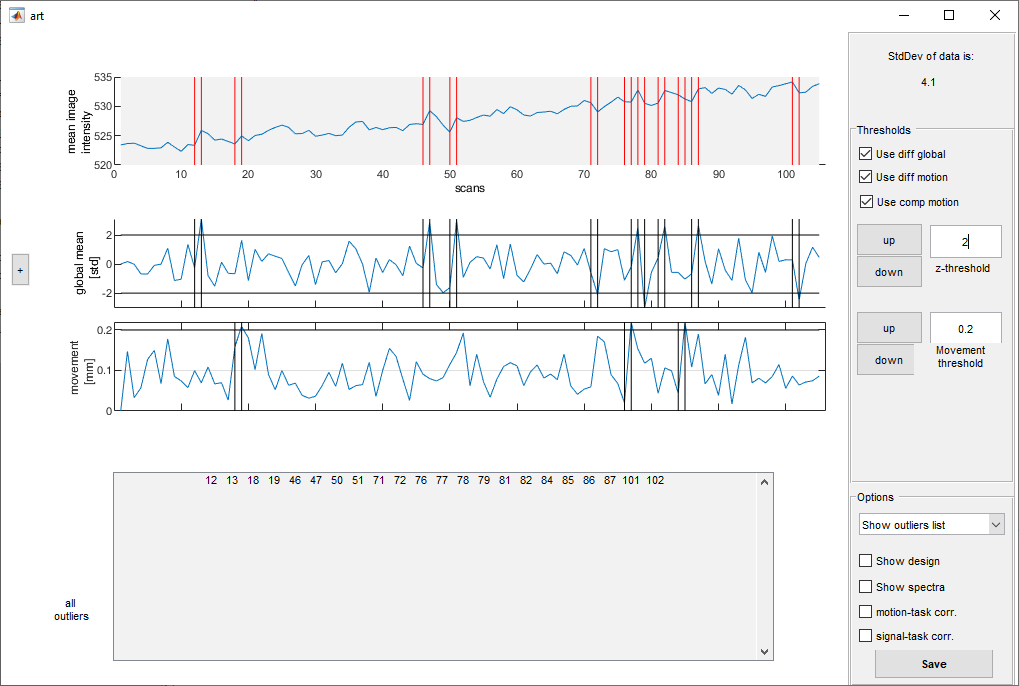 art
StdDev of data is:
4.1
535
530
525
520
mean image
intensity
0 10 20 30 40 50 60 70 80 90 100
scans
2
0
-2
global mean
[std]
0.2
0.1
0
movement
[mm]
+
12 13 18 19 46 47 50 51 71 72 76 77 78 79 81 82 84 85 86 87 101 102
all
outliers
Thresholds
Use diff global
Use diff motion
Use comp motion
up
2
down
z-threshold
up
0.2
down
Movement
threshold
Options
Show outliers list
Show design
Show spectra
motion-task corr.
signal-task corr.
Save